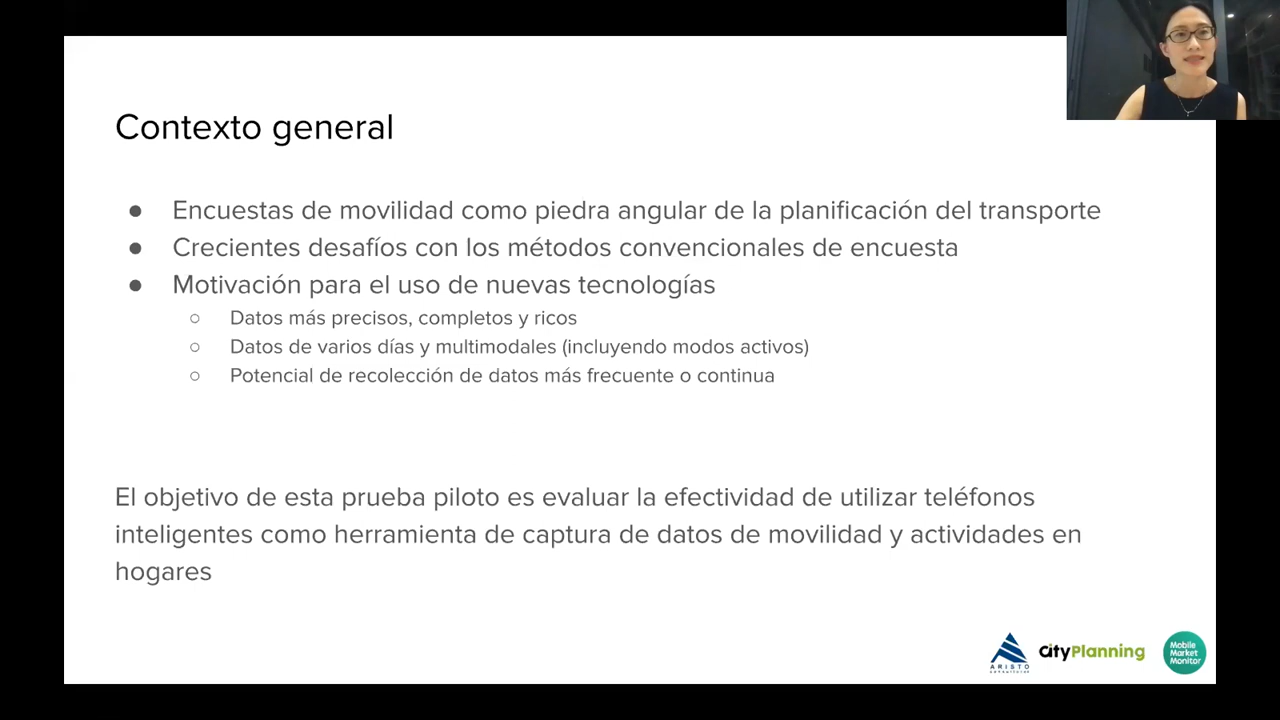 Contexto general
● Encuestas de movilidad como piedra angular de la planificación del transporte
● Crecientes desafíos con los métodos convencionales de encuesta
● Motivación para el uso de nuevas tecnologías
○ Datos más precisos, completos y ricos
○ Datos de varios días y multimodales (incluyendo modos activos)
○ Potencial de recolección de datos más frecuente o continua
El objetivo de esta prueba piloto es evaluar la efectividad de utilizar teléfonos
inteligentes como herramienta de captura de datos de movilidad y actividades en
hogares
ARISTO
consultores
cityPlanning
Mobile
Market
Monitor